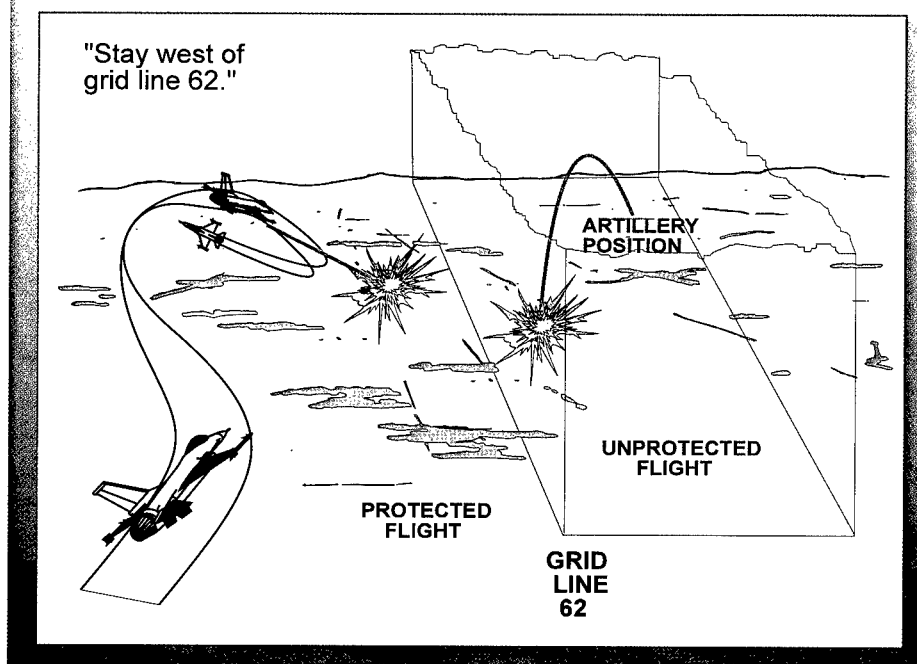 "Stay west of
grid line 62."
ARTILLERY
POSITION
UNPROTECTED
FLIGHT
PROTECTED
FLIGHT
GRID
LINE
62